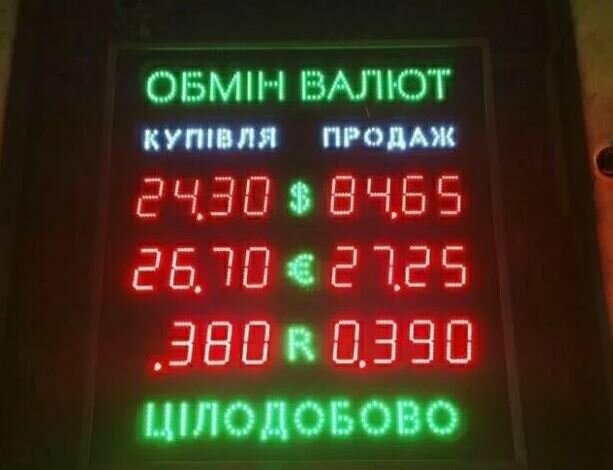 ОБМІН ВАЛЮТ
КУПІВЛЯ ПРОДАЖ
24.30 $ 84.65
26.70 € 27.25
.380 R 0.390
ЦІЛОДОБОВО